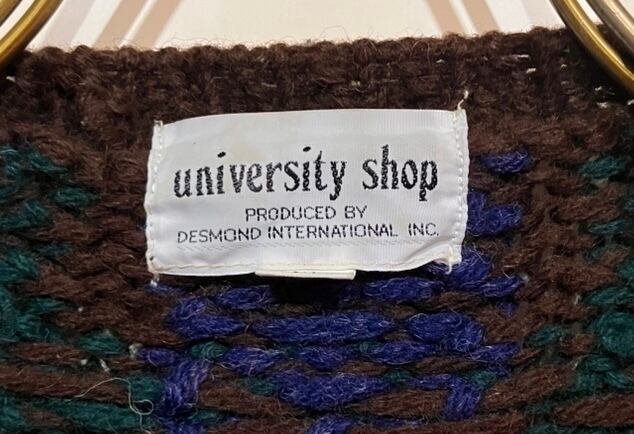 university shop
PRODUCED BY
DESMOND INTERNATIONAL INC.